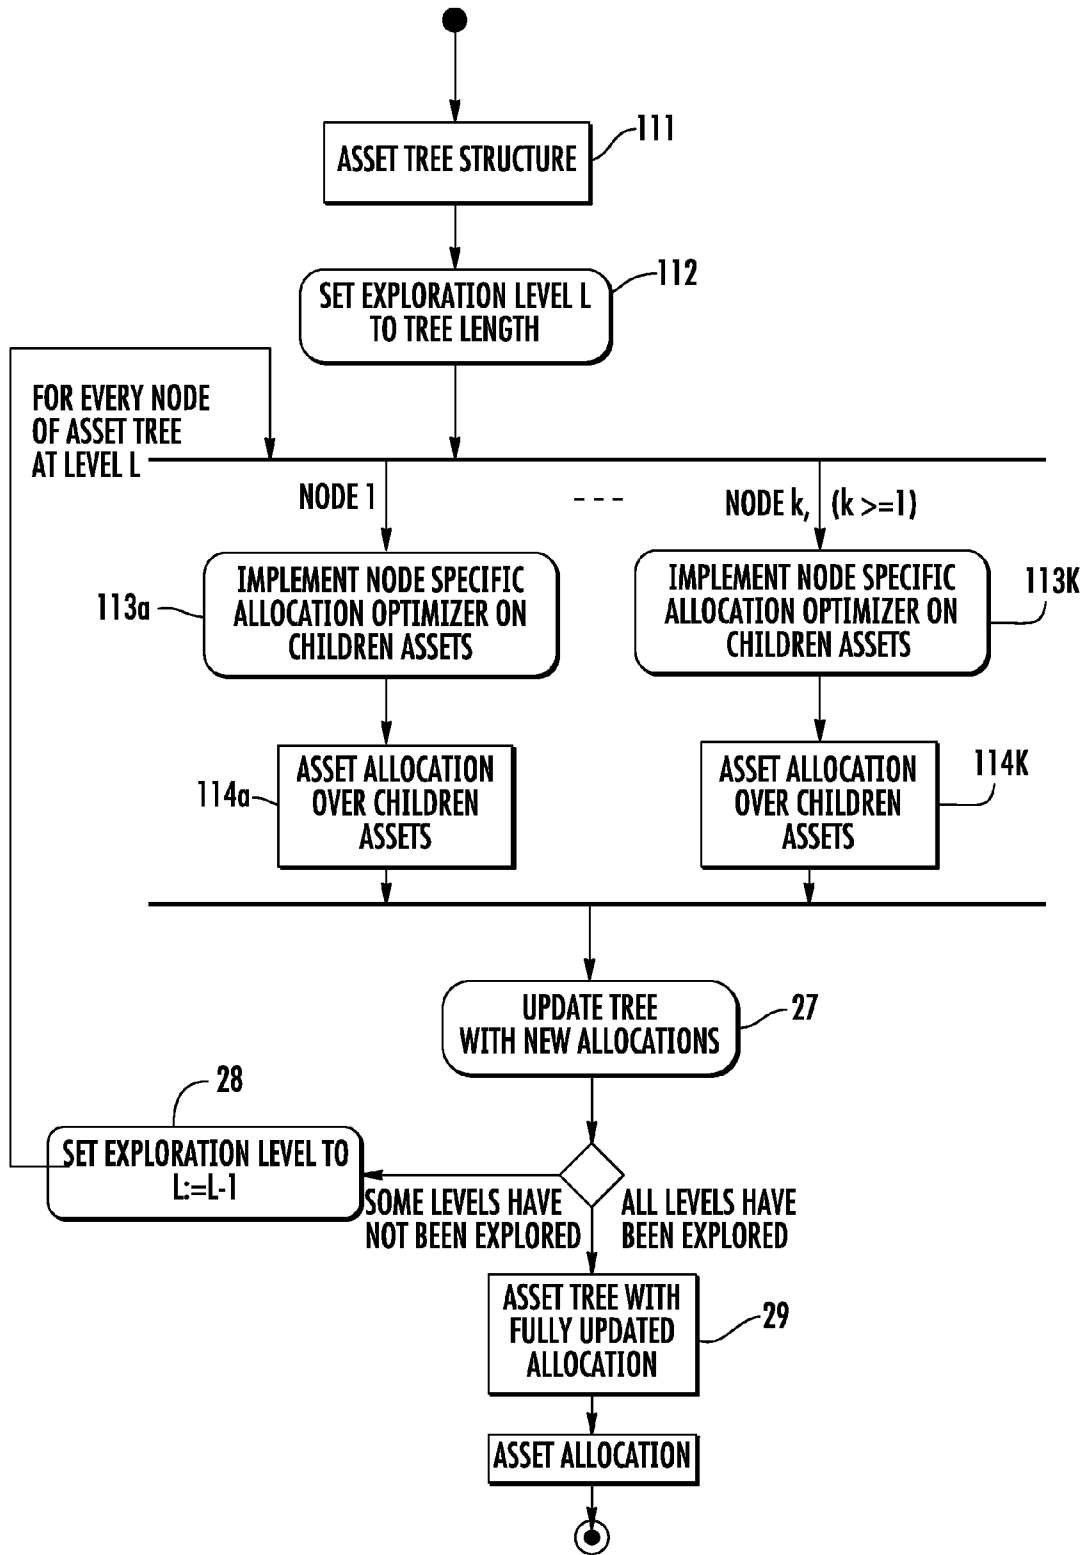 111
ASSET TREE STRUCTURE
112
SET EXPLORATION LEVEL L
TO TREE LENGTH
FOR EVERY NODE
OF ASSET TREE
AT LEVEL L
NODE 1
- - -
NODE k, (k >=1)
113a
IMPLEMENT NODE SPECIFIC
ALLOCATION OPTIMIZER ON
CHILDREN ASSETS
IMPLEMENT NODE SPECIFIC
ALLOCATION OPTIMIZER ON
CHILDREN ASSETS
113K
114a
ASSET ALLOCATION
OVER CHILDREN
ASSETS
ASSET ALLOCATION
OVER CHILDREN
ASSETS
114K
UPDATE TREE
WITH NEW ALLOCATIONS
27
28
SET EXPLORATION LEVEL TO
L:=L-1
SOME LEVELS HAVE
NOT BEEN EXPLORED
ALL LEVELS HAVE
BEEN EXPLORED
ASSET TREE WITH
FULLY UPDATED
ALLOCATION
29
ASSET ALLOCATION